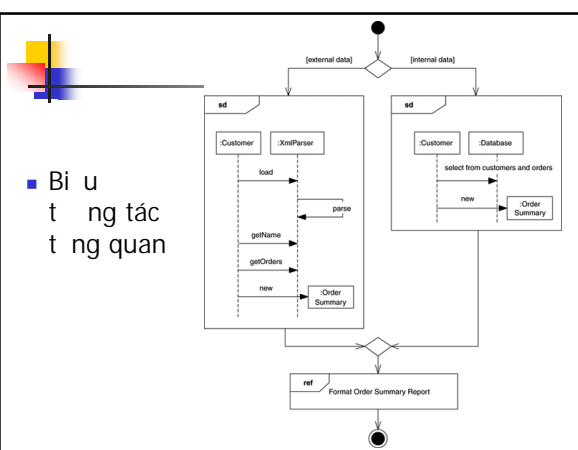 Bi u
t ng tác
t ng quan
[external data]
[internal data]
sd
:Customer
:XmlParser
load
parse
getName
getOrders
new
:Order
Summary
sd
:Customer
:Database
select from customers and orders
new
:Order
Summary
ref
Format Order Summary Report